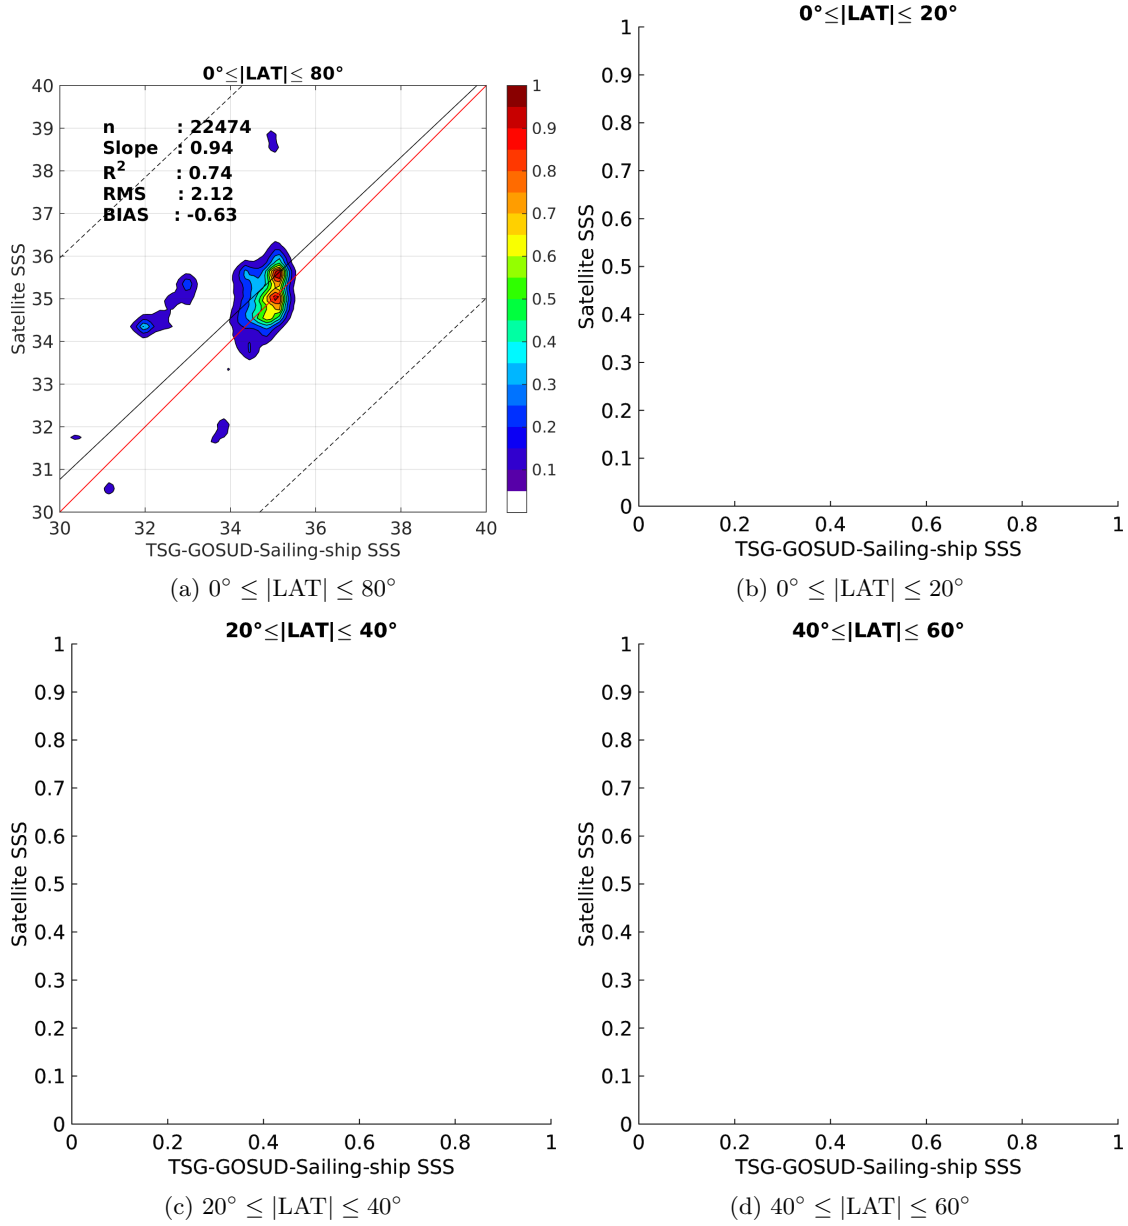 0°≤|LAT|≤ 80°
n : 22474
Slope : 0.94
R² : 0.74
RMS : 2.12
BIAS : -0.63
40
39
38
37
36
35
34
33
32
31
30
30 32 34 36 38 40
Satellite SSS
TSG-GOSUD-Sailing-ship SSS
1
0.9
0.8
0.7
0.6
0.5
0.4
0.3
0.2
0.1
(a) 0° ≤ |LAT| ≤ 80°
0°≤|LAT|≤ 20°
1
0.9
0.8
0.7
0.6
0.5
0.4
0.3
0.2
0.1
0
0 0.2 0.4 0.6 0.8 1
Satellite SSS
TSG-GOSUD-Sailing-ship SSS
(b) 0° ≤ |LAT| ≤ 20°
20°≤|LAT|≤ 40°
1
0.9
0.8
0.7
0.6
0.5
0.4
0.3
0.2
0.1
0
0 0.2 0.4 0.6 0.8 1
Satellite SSS
TSG-GOSUD-Sailing-ship SSS
(c) 20° ≤ |LAT| ≤ 40°
40°≤|LAT|≤ 60°
1
0.9
0.8
0.7
0.6
0.5
0.4
0.3
0.2
0.1
0
0 0.2 0.4 0.6 0.8 1
Satellite SSS
TSG-GOSUD-Sailing-ship SSS
(d) 40° ≤ |LAT| ≤ 60°